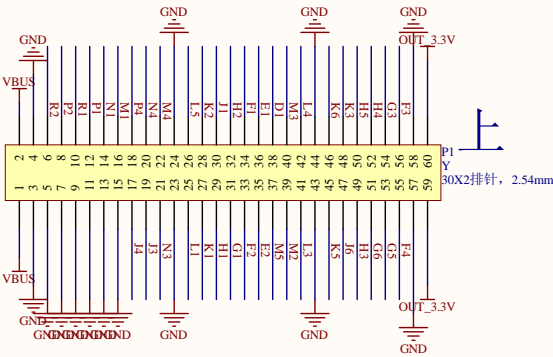 GND GND GND
GND OUT_3.3V
VBUS
R2 P2 R1 P1 N1 M1 P4 N4 M4 L5 K2 J1 H2 F1 E1 D1 M3 L4 K6 K3 H5 H4 G3 F3
上
2 4 6 8 10 12 14 16 18 20 22 24 26 28 30 32 34 36 38 40 42 44 46 48 50 52 54 56 58 60
P1
Y
1 3 5 7 9 11 13 15 17 19 21 23 25 27 29 31 33 35 37 39 41 43 45 47 49 51 53 55 57 59
30X2排针，2.54mm
J4 J3 N3 L1 K1 H1 G1 F2 E2 M5 M2 L3 K5 J6 H3 G6 G5 F4
VBUS
OUT_3.3V
GND
GND GND GND GND GND GND GND GND
GND